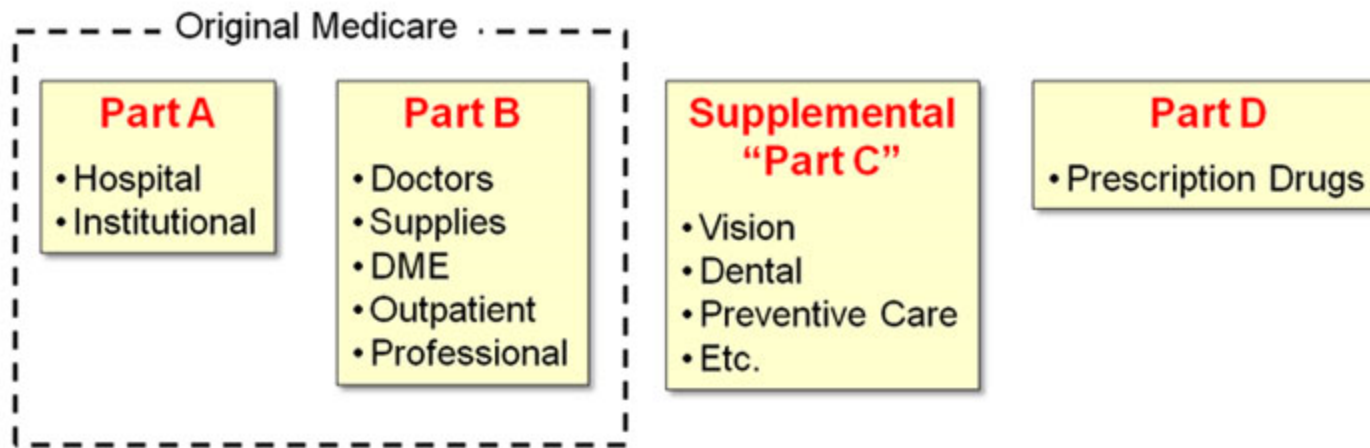 Original Medicare
Part A
• Hospital
• Institutional
Part B
• Doctors
• Supplies
• DME
• Outpatient
• Professional
Supplemental
“Part C”
• Vision
• Dental
• Preventive Care
• Etc.
Part D
• Prescription Drugs